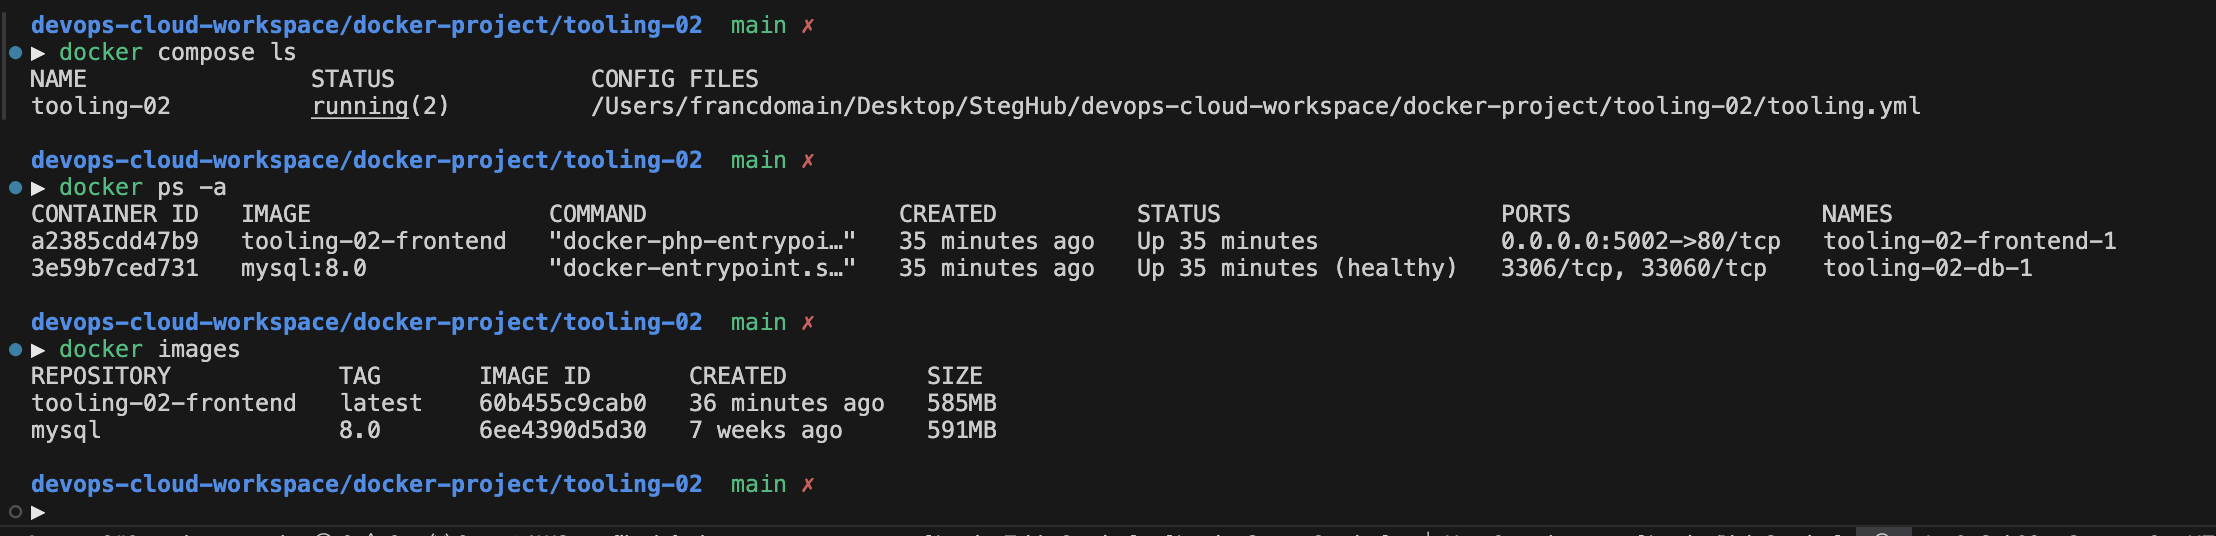 devops-cloud-workspace/docker-project/tooling-02 main ✗
▶ docker compose ls
NAME STATUS CONFIG FILES
tooling-02 running(2) /Users/francdomain/Desktop/StegHub/devops-cloud-workspace/docker-project/tooling-02/tooling.yml
devops-cloud-workspace/docker-project/tooling-02 main ✗
▶ docker ps -a
CONTAINER ID IMAGE COMMAND CREATED STATUS PORTS NAMES
a2385cdd47b9 tooling-02-frontend "docker-php-entrypoi…" 35 minutes ago Up 35 minutes 0.0.0.0:5002->80/tcp tooling-02-frontend-1
3e59b7ced731 mysql:8.0 "docker-entrypoint.s…" 35 minutes ago Up 35 minutes (healthy) 3306/tcp, 33060/tcp tooling-02-db-1
devops-cloud-workspace/docker-project/tooling-02 main ✗
▶ docker images
REPOSITORY TAG IMAGE ID CREATED SIZE
tooling-02-frontend latest 60b455c9cab0 36 minutes ago 585MB
mysql 8.0 6ee4390d5d30 7 weeks ago 591MB
devops-cloud-workspace/docker-project/tooling-02 main ✗
▶